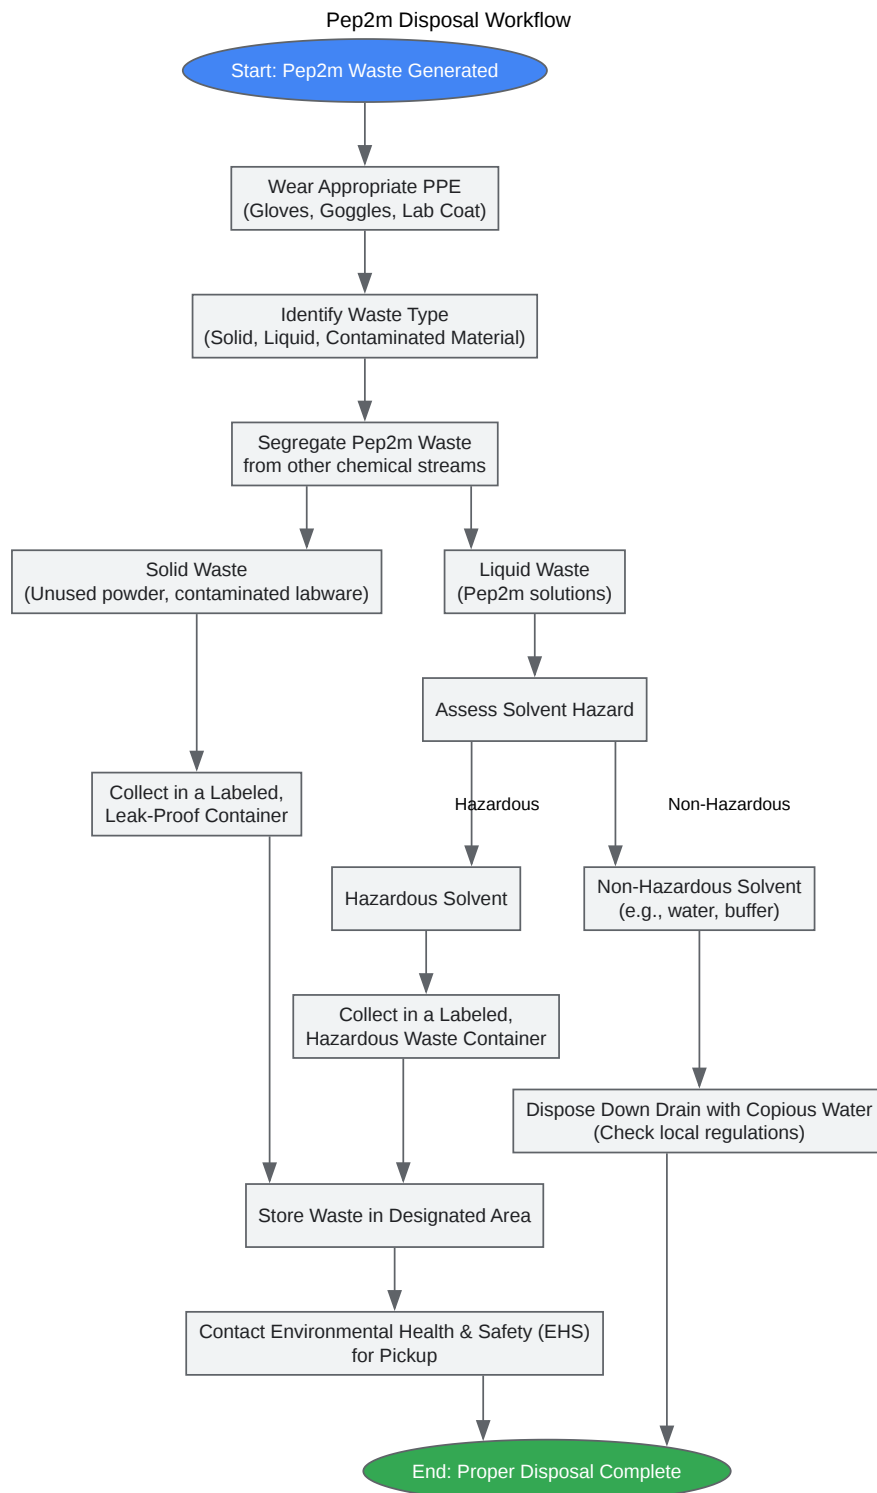 Pep2m Disposal Workflow
Start: Pep2m Waste Generated
Wear Appropriate PPE
(Gloves, Goggles, Lab Coat)
Identify Waste Type
(Solid, Liquid, Contaminated Material)
Segregate Pep2m Waste
from other chemical streams
Solid Waste
(Unused powder, contaminated labware)
Liquid Waste
(Pep2m solutions)
Assess Solvent Hazard
Collect in a Labeled,
Leak-Proof Container
Hazardous
Non-Hazardous
Hazardous Solvent
Non-Hazardous Solvent
(e.g., water, buffer)
Collect in a Labeled,
Hazardous Waste Container
Dispose Down Drain with Copious Water
(Check local regulations)
Store Waste in Designated Area
Contact Environmental Health & Safety (EHS)
for Pickup
End: Proper Disposal Complete